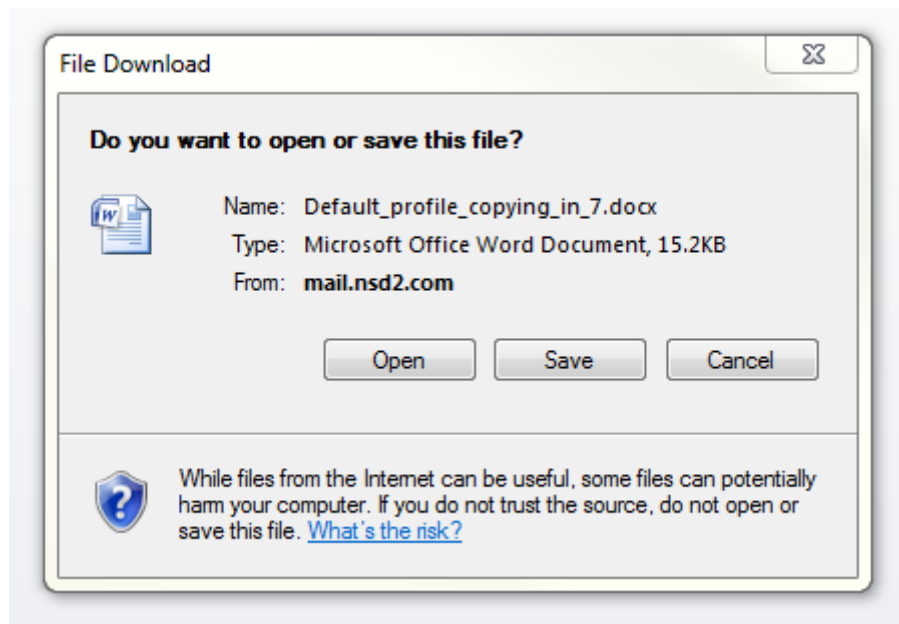 File Download
Do you want to open or save this file?
Name: Default_profile_copying_in_7.docx
Type: Microsoft Office Word Document, 15.2KB
From: mail.nsd2.com
Open Save Cancel
While files from the Internet can be useful, some files can potentially
harm your computer. If you do not trust the source, do not open or
save this file. What's the risk?